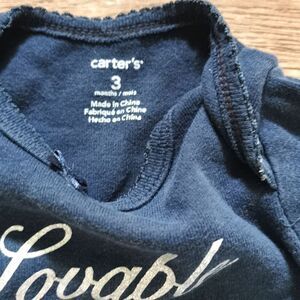 carter's®
3
months / mois
Made in China
Fabriqué en Chine
Hecho en China
Lovabl